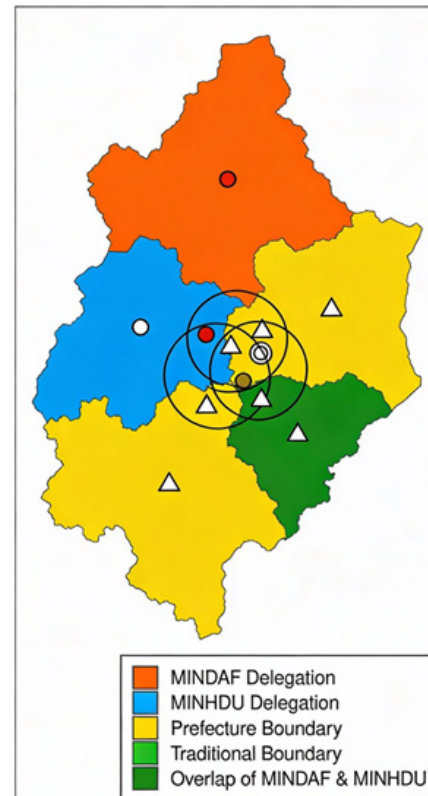 MINDAF Delegation
MINHDU Delegation
Prefecture Boundary
Traditional Boundary
Overlap of MINDAF & MINHDU